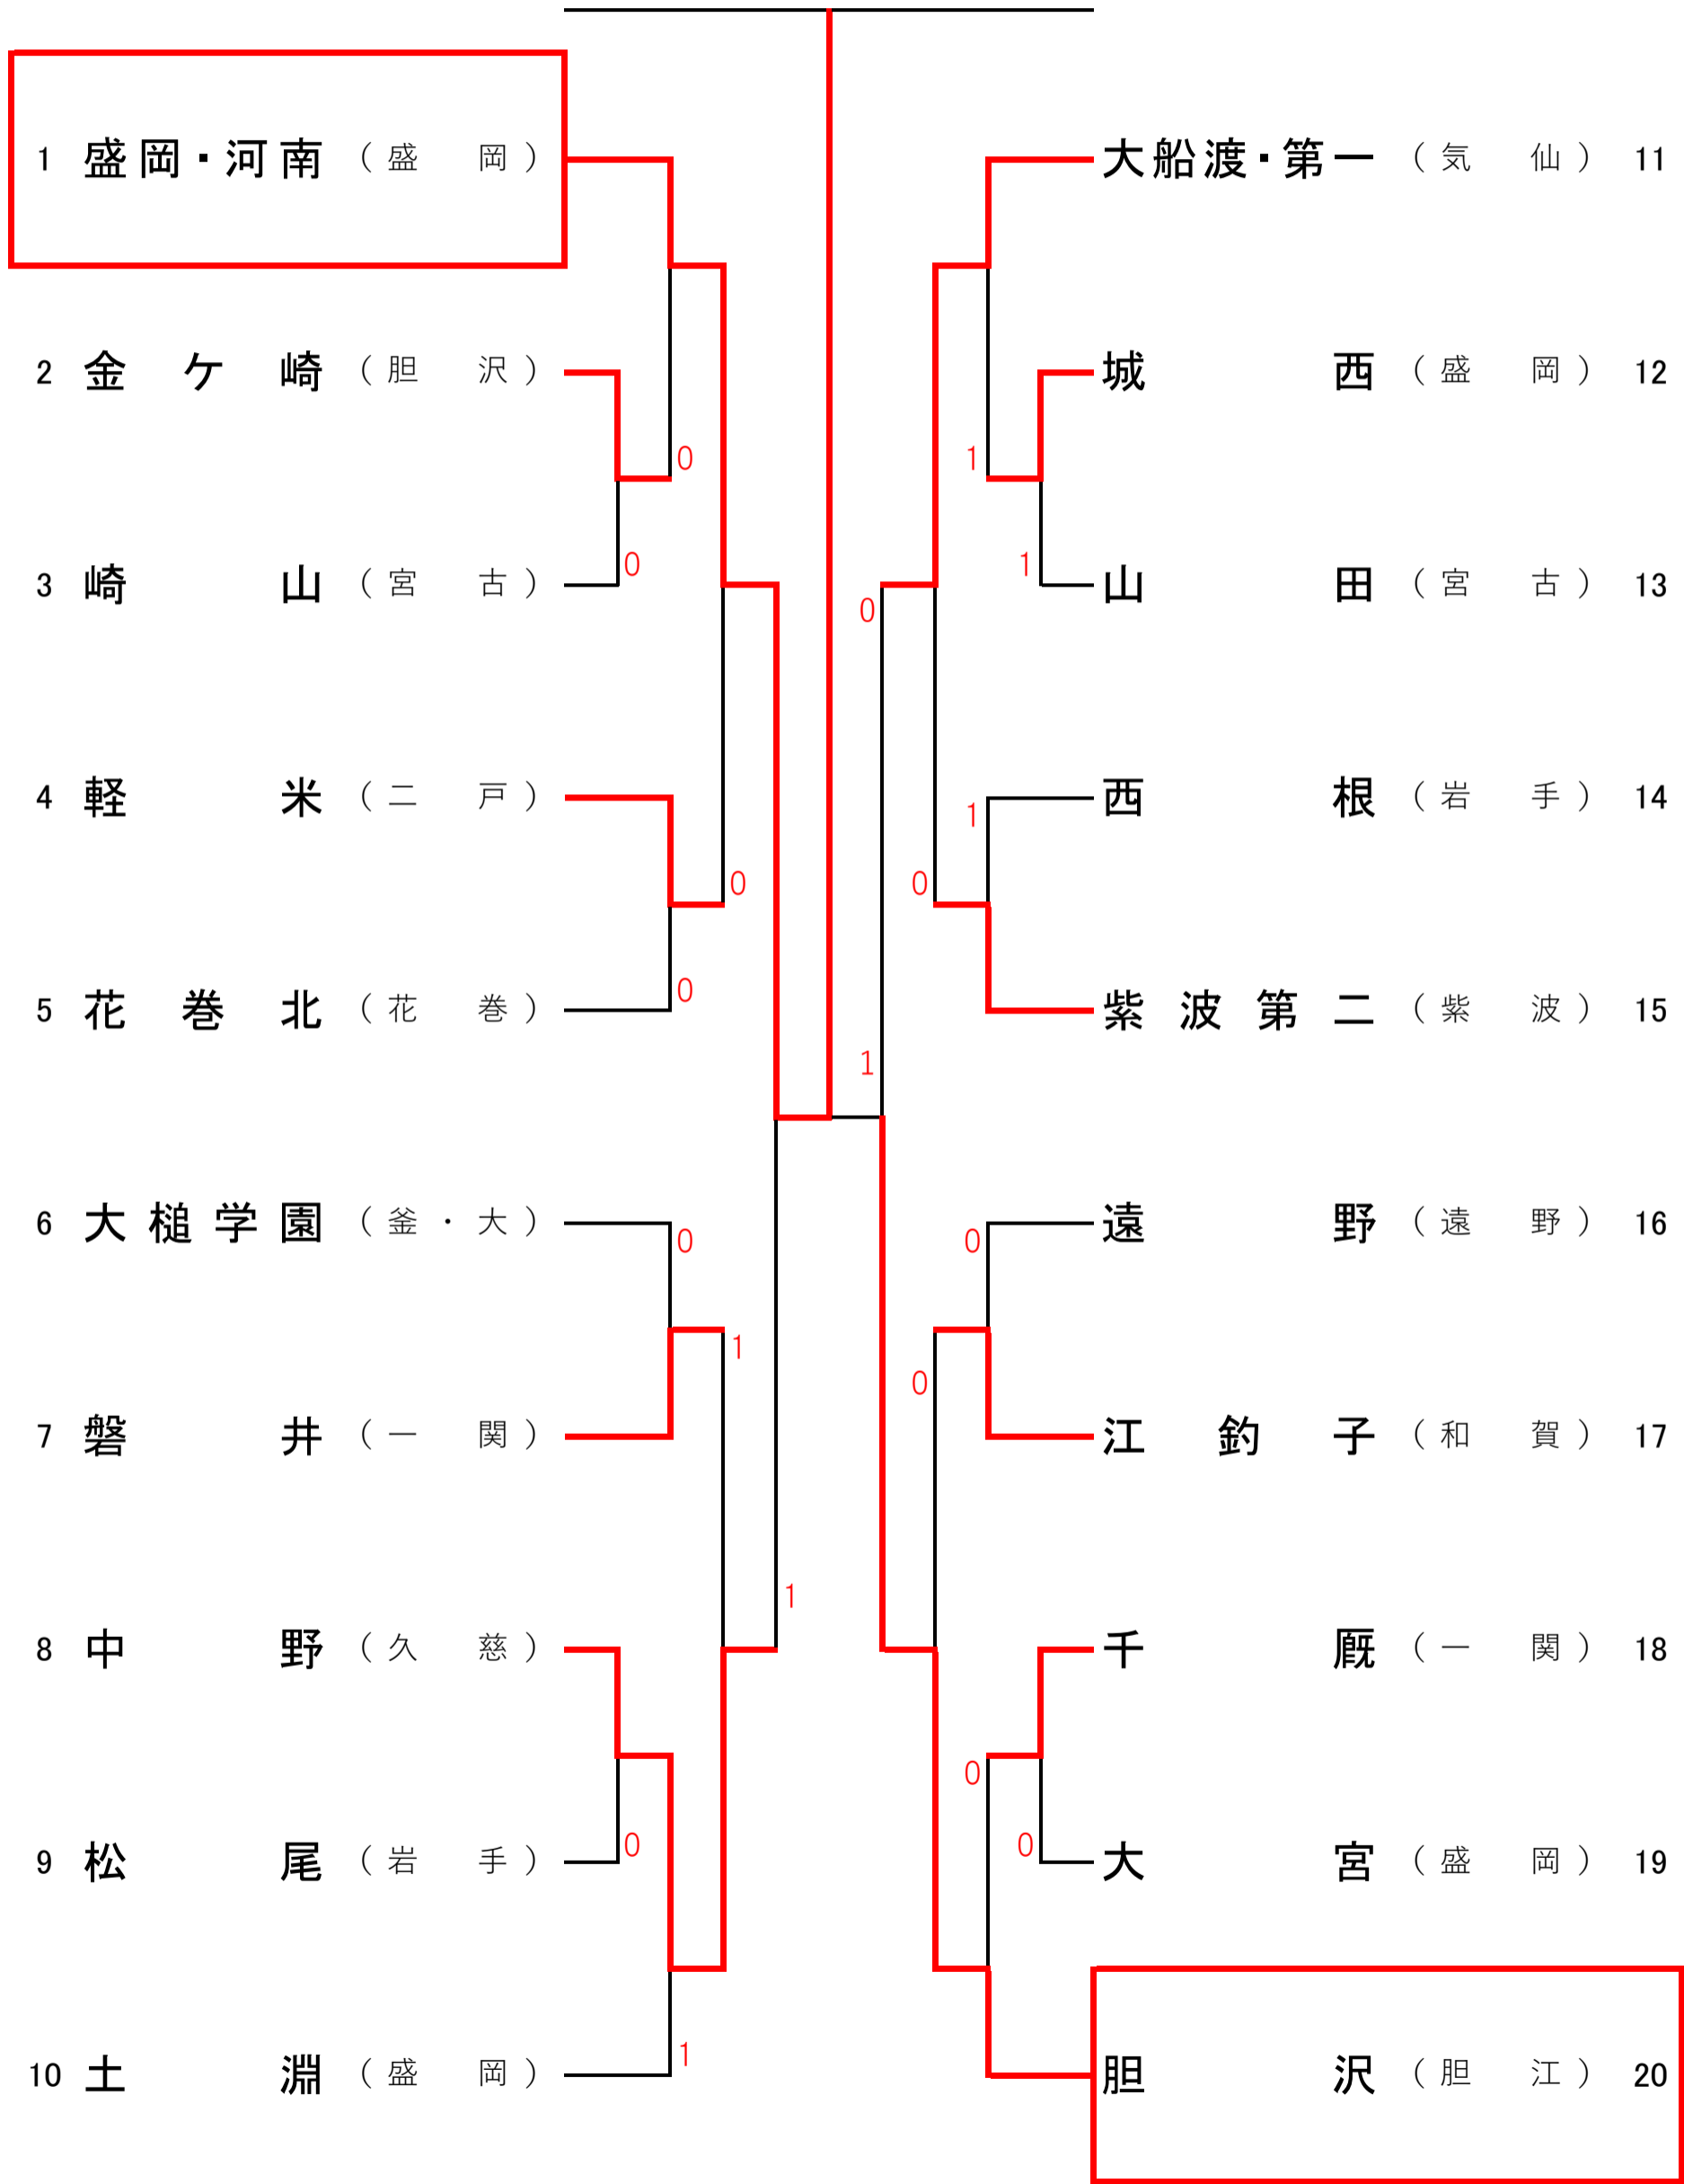 1 盛岡・河南 (盛 岡)
2 金ケ崎 (胆 沢)
0
3 崎山 (宮 古)
0
4 軽米 (二 戸)
0
5 花巻北 (花 巻)
0
6 大槌学園 (釜・大)
0
7 磐井 (一 関)
1
8 中野 (久 慈)
1
9 松尾 (岩 手)
0
10 土淵 (盛 岡)
1
大船渡・第一 (気 仙) 11
城西 (盛 岡) 12
1
山田 (宮 古) 13
1
0
西根 (岩 手) 14
1
0
紫波第二 (紫 波) 15
1
遠野 (遠 野) 16
0
0
江釣子 (和 賀) 17
千厩 (一 関) 18
0
大宮 (盛 岡) 19
0
胆沢 (胆 江) 20